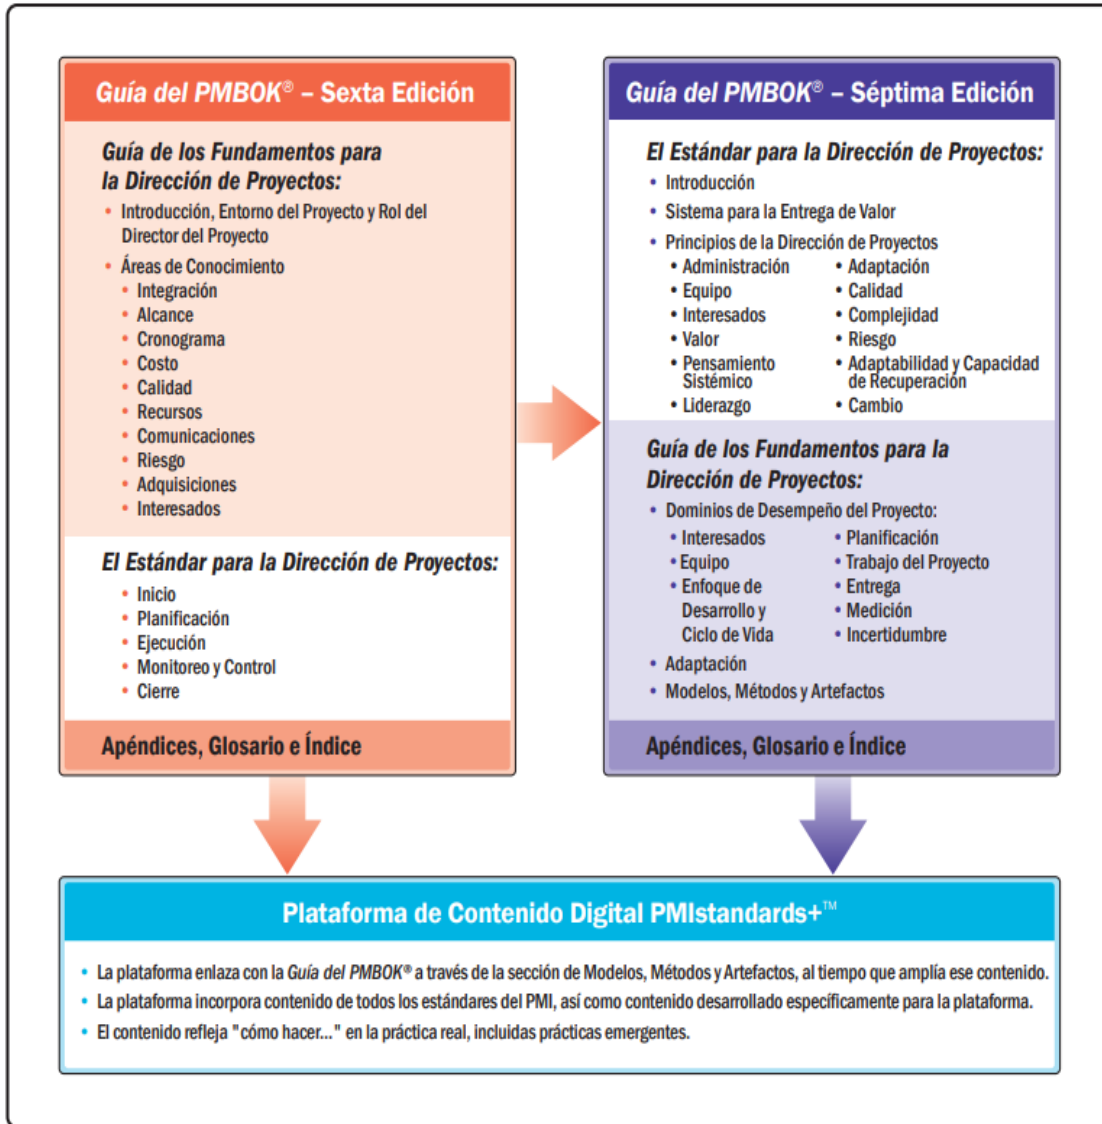 Guía del PMBOK® – Sexta Edición
Guía de los Fundamentos para
la Dirección de Proyectos:
• Introducción, Entorno del Proyecto y Rol del
Director del Proyecto
• Áreas de Conocimiento
• Integración
• Alcance
• Cronograma
• Costo
• Calidad
• Recursos
• Comunicaciones
• Riesgo
• Adquisiciones
• Interesados
El Estándar para la Dirección de Proyectos:
• Inicio
• Planificación
• Ejecución
• Monitoreo y Control
• Cierre
Apéndices, Glosario e Índice
Guía del PMBOK® – Séptima Edición
El Estándar para la Dirección de Proyectos:
• Introducción
• Sistema para la Entrega de Valor
• Principios de la Dirección de Proyectos
• Administración
• Equipo
• Interesados
• Valor
• Pensamiento
Sistémico
• Liderazgo
• Adaptación
• Calidad
• Complejidad
• Riesgo
• Adaptabilidad y Capacidad
de Recuperación
• Cambio
Guía de los Fundamentos para la
Dirección de Proyectos:
• Dominios de Desempeño del Proyecto:
• Interesados
• Equipo
• Enfoque de
Desarrollo y
Ciclo de Vida
• Planificación
• Trabajo del Proyecto
• Entrega
• Medición
• Incertidumbre
• Adaptación
• Modelos, Métodos y Artefactos
Apéndices, Glosario e Índice
Plataforma de Contenido Digital PMIstandards+™
• La plataforma enlaza con la Guía del PMBOK® a través de la sección de Modelos, Métodos y Artefactos, al tiempo que amplía ese contenido.
• La plataforma incorpora contenido de todos los estándares del PMI, así como contenido desarrollado específicamente para la plataforma.
• El contenido refleja "cómo hacer..." en la práctica real, incluidas prácticas emergentes.